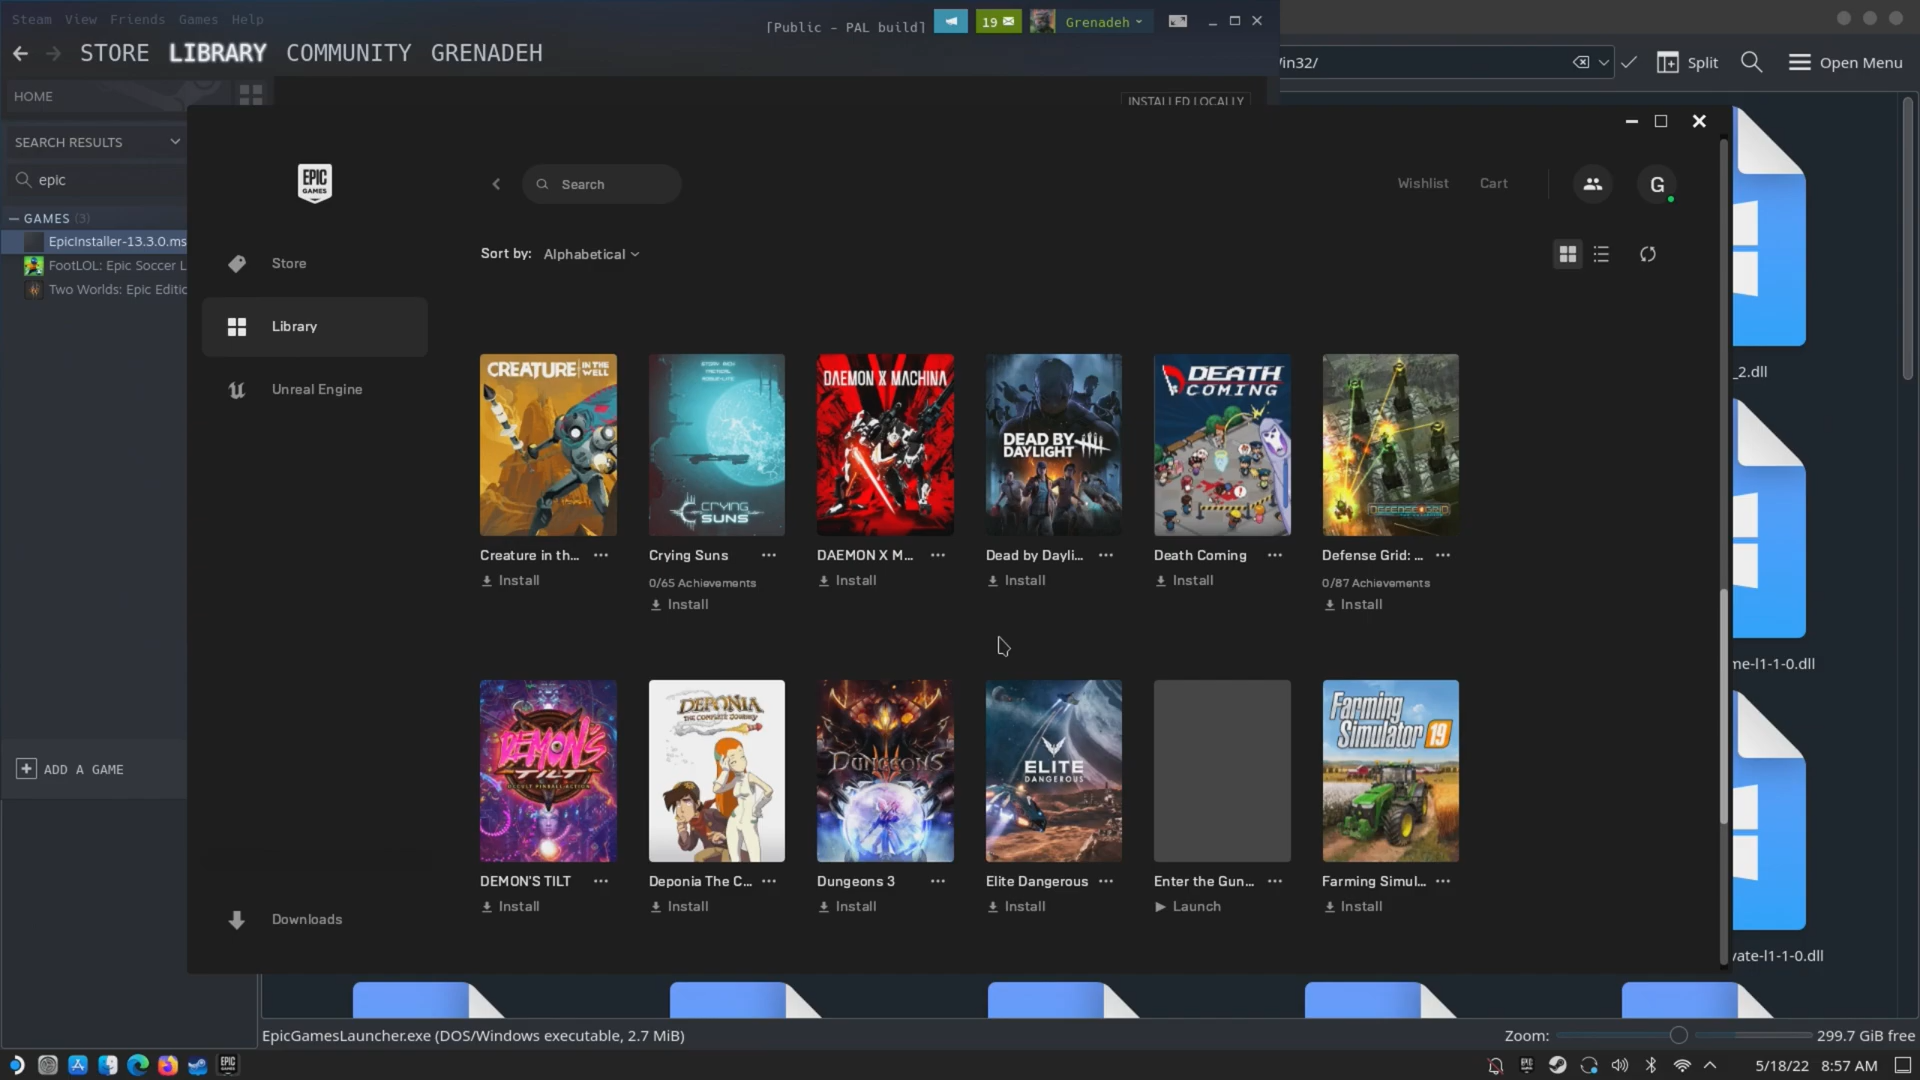 Steam View Friends Games Help
[Public - PAL build]
19
Grenadeh
STORE LIBRARY COMMUNITY GRENADEH
in32/
Split
Open Menu
HOME
INSTALLED LOCALLY
SEARCH RESULTS
epic
GAMES (3)
EpicInstaller-13.3.0.ms
FootLOL: Epic Soccer L
Two Worlds: Epic Editic
ADD A GAME
EPIC
GAMES
Search
Wishlist
Cart
G
Store
Library
Unreal Engine
Downloads
Sort by: Alphabetical
CREATURE IN THE WELL
CRYING SUNS
DAEMON X MACHINA
DEAD BY DAYLIGHT
DEATH COMING
DEFENSE GRID
Creature in th... ...
Crying Suns ...
DAEMON X M... ...
Dead by Dayli... ...
Death Coming ...
Defense Grid: ... ...
Install
0/65 Achievements
Install
Install
Install
Install
0/87 Achievements
Install
DEMON'S TILT
OCCULT PINBALL ACTION
DEPONIA
THE COMPLETE JOURNEY
DUNGEONS
ELITE
DANGEROUS
Farming
Simulator 19
DEMON'S TILT ...
Deponia The C... ...
Dungeons 3 ...
Elite Dangerous ...
Enter the Gun... ...
Farming Simul... ...
Install
Install
Install
Install
Launch
Install
_2.dll
me-l1-1-0.dll
vate-l1-1-0.dll
EpicGamesLauncher.exe (DOS/Windows executable, 2.7 MiB)
Zoom:
299.7 GiB free
EPIC
5/18/22 8:57 AM